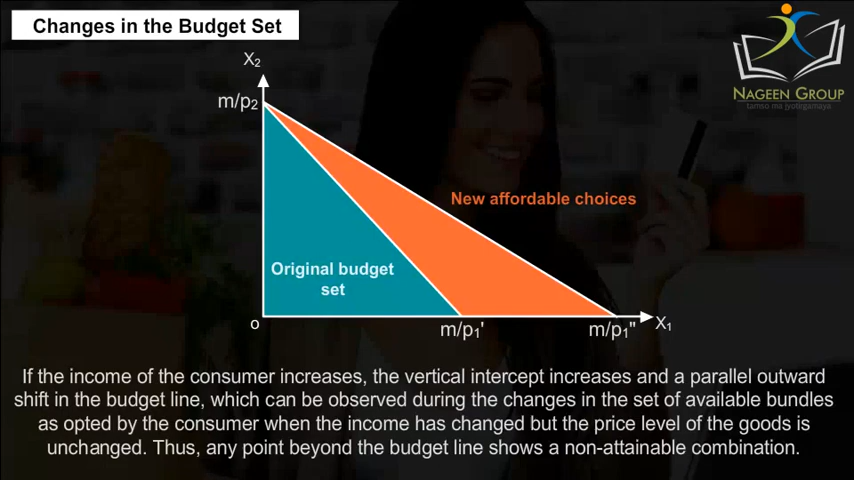 Changes in the Budget Set
NAGEEN GROUP
tamso ma jyotirgamaya
X₂
m/p₂
New affordable choices
Original budget
set
o
m/p₁'
m/p₁"
X₁
If the income of the consumer increases, the vertical intercept increases and a parallel outward
shift in the budget line, which can be observed during the changes in the set of available bundles
as opted by the consumer when the income has changed but the price level of the goods is
unchanged. Thus, any point beyond the budget line shows a non-attainable combination.